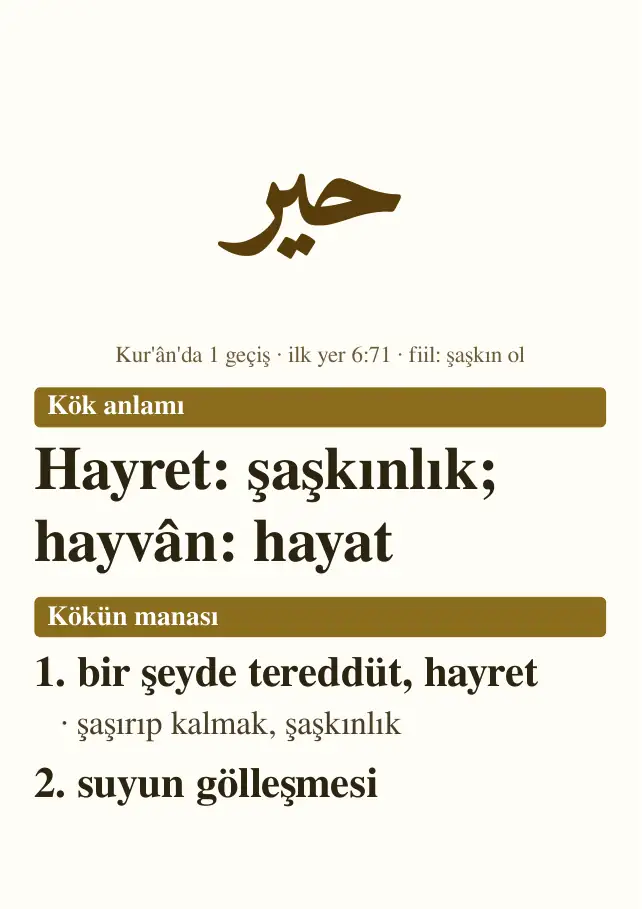 حير
Kur'ân'da 1 geçiş · ilk yer 6:71 · fiil: şaşkın ol
Kök anlamı
Hayret: şaşkınlık;
hayvân: hayat
Kökün manası
1. bir şeyde tereddüt, hayret
· şaşırıp kalmak, şaşkınlık
2. suyun gölleşmesi